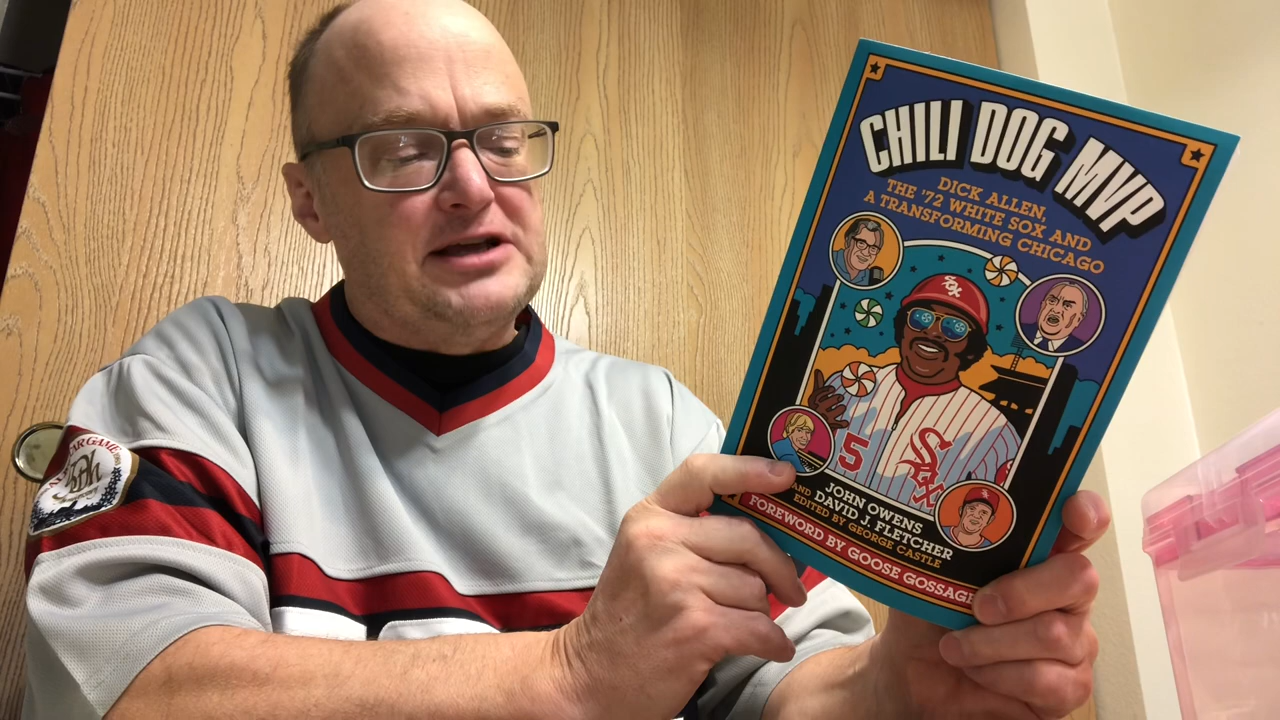 CHILI DOG MVP
DICK ALLEN,
THE '72 WHITE SOX AND
A TRANSFORMING CHICAGO
SOX
5
SOX
JOHN OWENS
AND DAVID J. FLETCHER
EDITED BY GEORGE CASTLE
FOREWORD BY GOOSE GOSSAGE